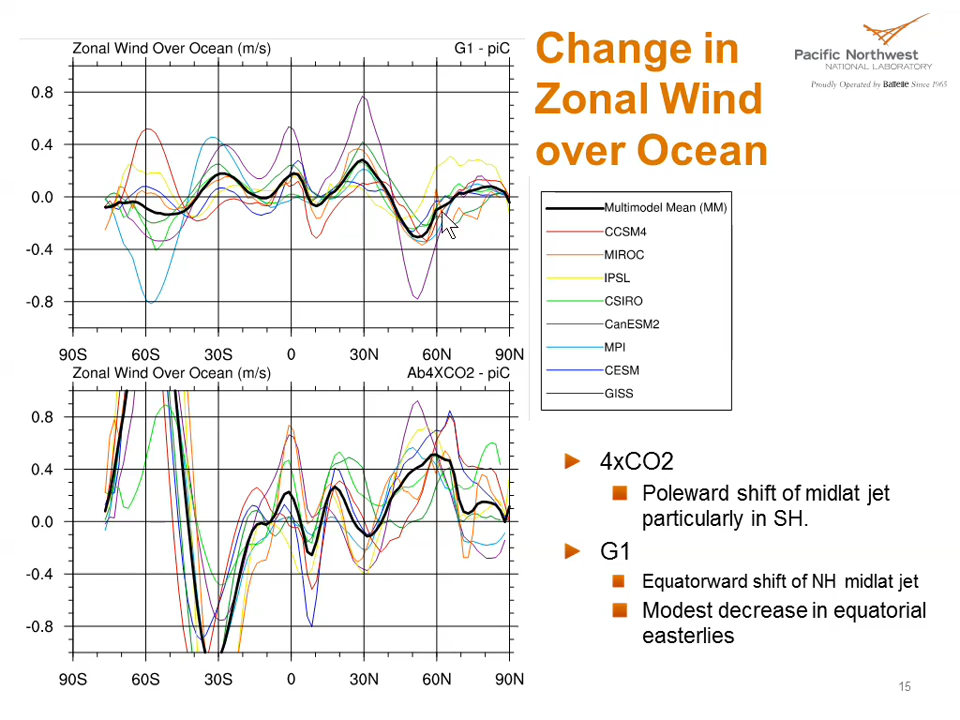 Change in
Zonal Wind
over Ocean
Pacific Northwest
NATIONAL LABORATORY
Proudly Operated by Battelle Since 1965
Zonal Wind Over Ocean (m/s) G1 - piC
0.8
0.4
0.0
-0.4
-0.8
90S 60S 30S 0 30N 60N 90N
Zonal Wind Over Ocean (m/s) Ab4XCO2 - piC
0.8
0.4
0.0
-0.4
-0.8
90S 60S 30S 0 30N 60N 90N
Multimodel Mean (MM)
CCSM4
MIROC
IPSL
CSIRO
CanESM2
MPI
CESM
GISS
4xCO2
Poleward shift of midlat jet
particularly in SH.
G1
Equatorward shift of NH midlat jet
Modest decrease in equatorial
easterlies
15